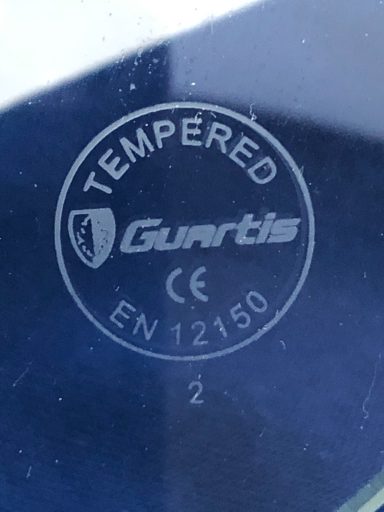 TEMPERED
Guartis
CE
EN 12150
2